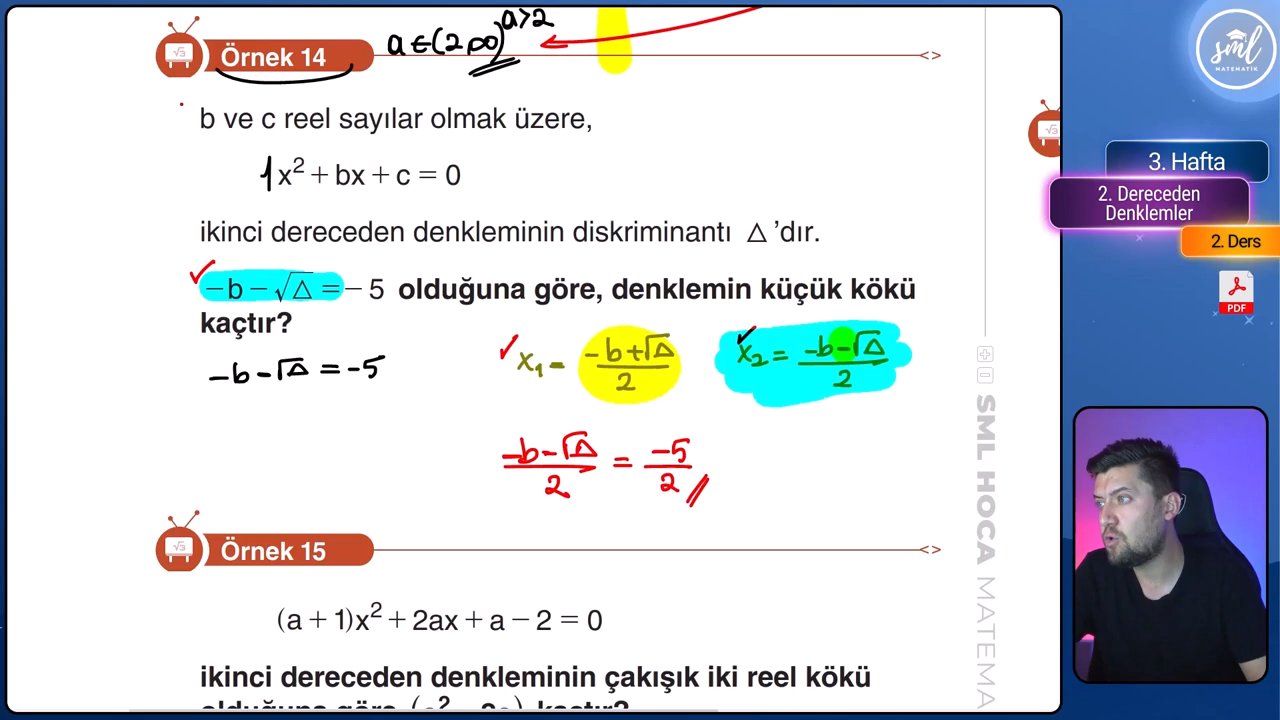 a ∈ (2, ∞) a>2
Örnek 14
b ve c reel sayılar olmak üzere,
1x² + bx + c = 0
ikinci dereceden denkleminin diskriminantı △ 'dır.
−b − √△ = − 5 olduğuna göre, denklemin küçük kökü
kaçtır?
−b − √△ = −5
x₁ = (−b + √△)/2
x₂ = (−b − √△)/2
(−b − √△)/2 = −5/2
Örnek 15
(a + 1)x² + 2ax + a − 2 = 0
ikinci dereceden denkleminin çakışık iki reel kökü
SML HOCA MATEMA
sml
MATEMATİK
3. Hafta
2. Dereceden
Denklemler
2. Ders
PDF